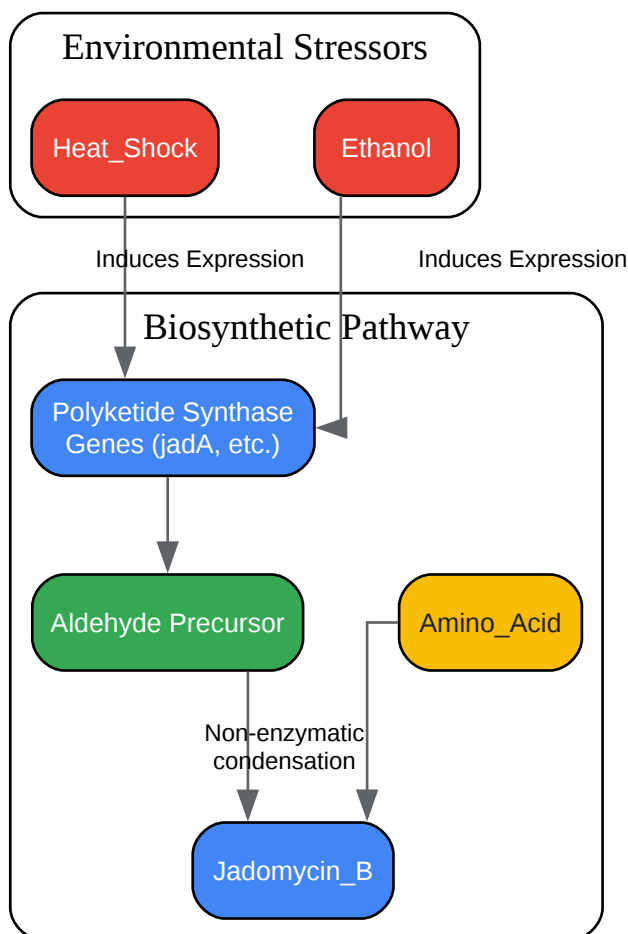 Environmental Stressors
Heat_Shock
Ethanol
Induces Expression
Induces Expression
Biosynthetic Pathway
Polyketide Synthase
Genes (jadA, etc.)
Aldehyde Precursor
Amino_Acid
Non-enzymatic
condensation
Jadomycin_B